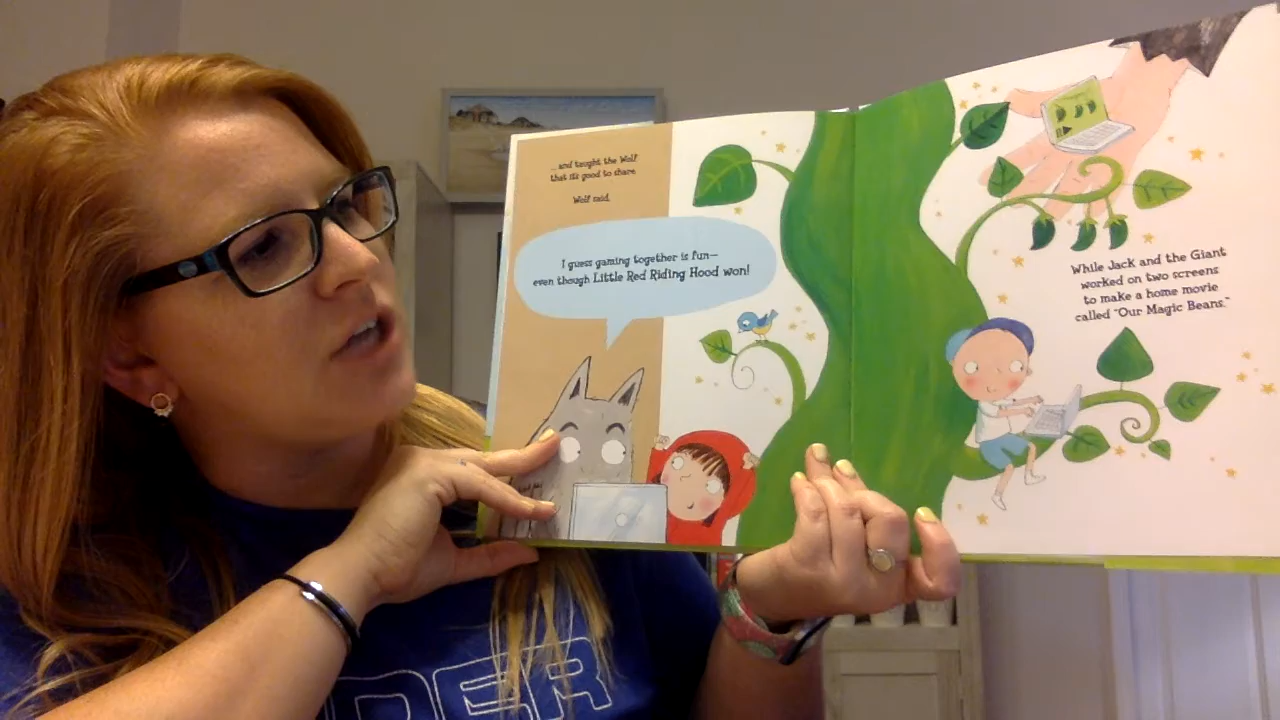 ...and taught the Wolf
that it's good to share.
Wolf said,
I guess gaming together is fun—
even though Little Red Riding Hood won!
While Jack and the Giant
worked on two screens
to make a home movie
called "Our Magic Beans."
DER